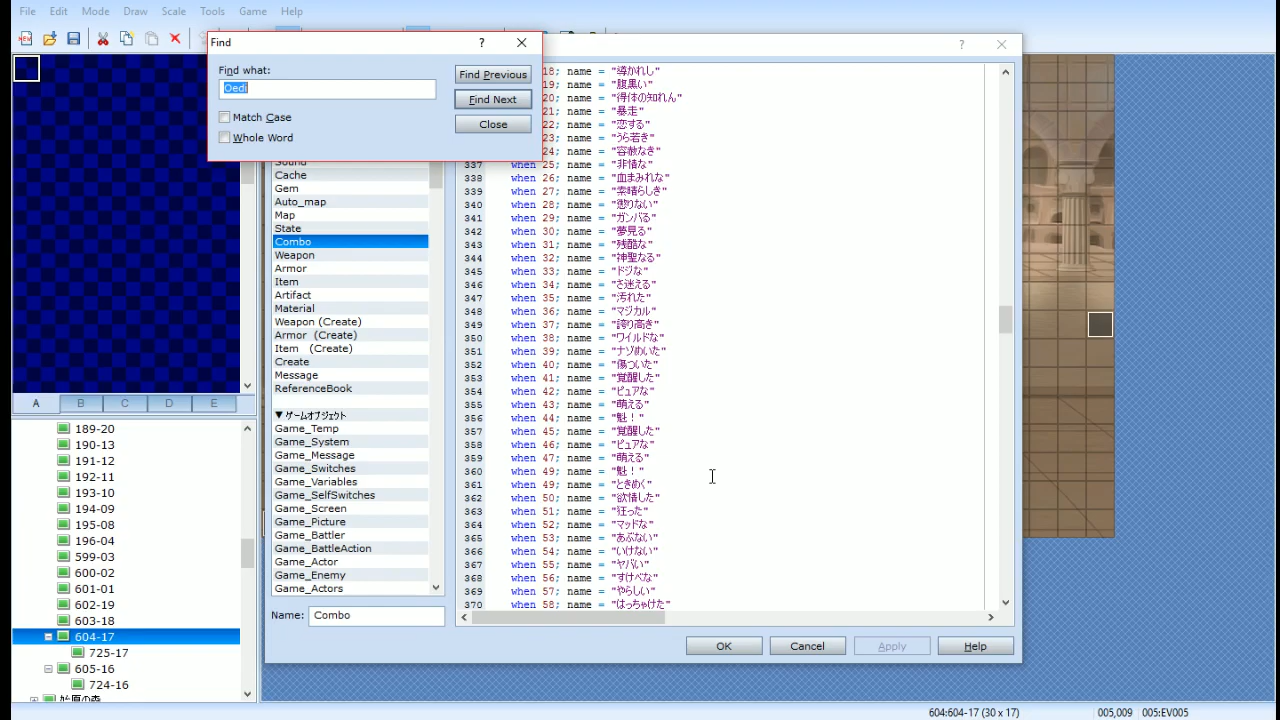 File Edit Mode Draw Scale Tools Game Help
Find
?
Find what:
Oedi
Find Previous
Find Next
Close
Match Case
Whole Word
?
18; name = "導かれし"
19; name = "腹黒い"
20; name = "得体の知れん"
21; name = "暴走"
22; name = "恋する"
23; name = "うら若き"
24; name = "容赦なき"
337 when 25; name = "非情な"
338 when 26; name = "血まみれな"
339 when 27; name = "素晴らしき"
340 when 28; name = "懲りない"
341 when 29; name = "ガンバる"
342 when 30; name = "夢見る"
343 when 31; name = "残酷な"
344 when 32; name = "神聖なる"
345 when 33; name = "ドジな"
346 when 34; name = "さ迷える"
347 when 35; name = "汚れた"
348 when 36; name = "マジカル"
349 when 37; name = "誇り高き"
350 when 38; name = "ワイルドな"
351 when 39; name = "ナゾめいた"
352 when 40; name = "傷ついた"
353 when 41; name = "覚醒した"
354 when 42; name = "ピュアな"
355 when 43; name = "萌える"
356 when 44; name = "魁！"
357 when 45; name = "覚醒した"
358 when 46; name = "ピュアな"
359 when 47; name = "萌える"
360 when 49; name = "魁！"
361 when 49; name = "ときめく"
362 when 50; name = "欲情した"
363 when 51; name = "狂った"
364 when 52; name = "マッドな"
365 when 53; name = "あぶない"
366 when 54; name = "いけない"
367 when 55; name = "ヤバい"
368 when 56; name = "すけべな"
369 when 57; name = "やらしい"
370 when 58; name = "はっちゃけた"
Sound
Cache
Gem
Auto_map
Map
State
Combo
Weapon
Armor
Item
Artifact
Material
Weapon (Create)
Armor (Create)
Item (Create)
Create
Message
ReferenceBook
▼ ゲームオブジェクト
Game_Temp
Game_System
Game_Message
Game_Switches
Game_Variables
Game_SelfSwitches
Game_Screen
Game_Picture
Game_Battler
Game_BattleAction
Game_Actor
Game_Enemy
Game_Actors
Name: Combo
OK Cancel Apply Help
A B C D E
189-20
190-13
191-12
192-11
193-10
194-09
195-08
196-04
599-03
600-02
601-01
602-19
603-18
604-17
725-17
605-16
724-16
604:604-17 (30 x 17) 005,009 005:EV005